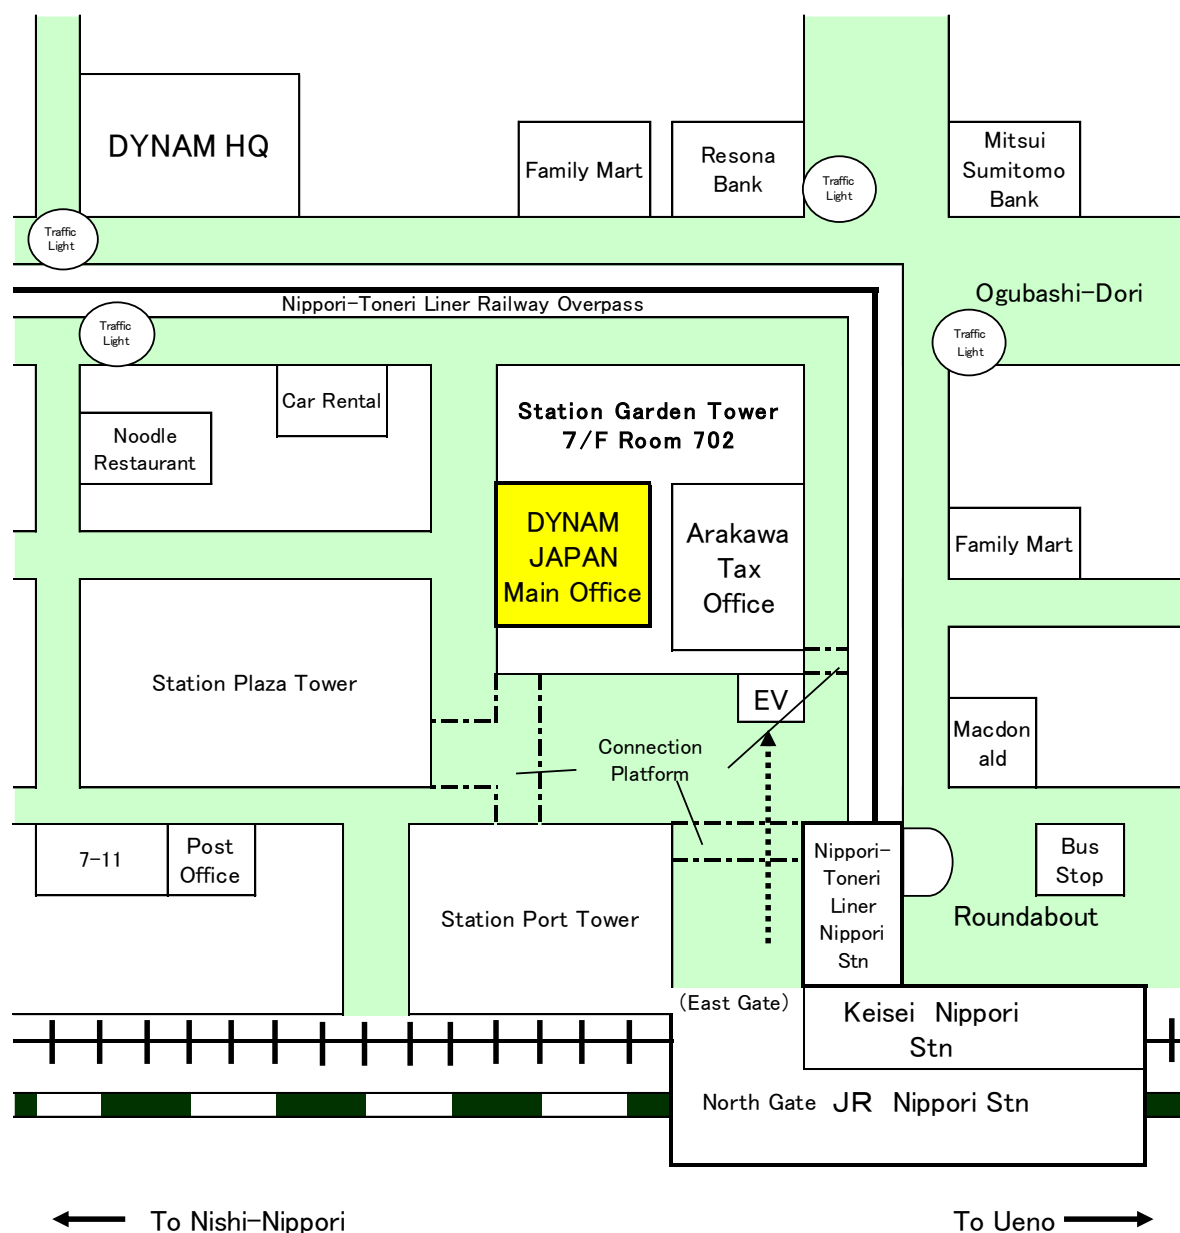 DYNAM HQ
Family Mart
Resona
Bank
Traffic
Light
Mitsui
Sumitomo
Bank
Traffic
Light
Nippori-Toneri Liner Railway Overpass
Ogubashi-Dori
Traffic
Light
Traffic
Light
Car Rental
Noodle
Restaurant
Station Garden Tower
7/F Room 702
DYNAM
JAPAN
Main Office
Arakawa
Tax
Office
Family Mart
Station Plaza Tower
EV
Connection
Platform
Macdon
ald
7-11
Post
Office
Station Port Tower
Nippori-
Toneri
Liner
Nippori
Stn
Bus
Stop
Roundabout
(East Gate)
Keisei Nippori
Stn
North Gate JR Nippori Stn
To Nishi-Nippori
To Ueno